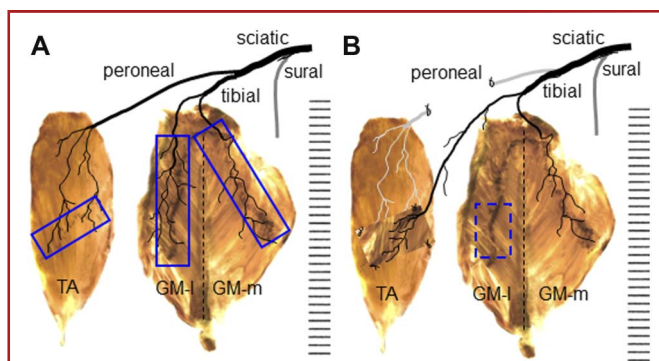 A
sciatic
peroneal
sural
tibial
TA
GM-l
GM-m
B
sciatic
peroneal
sural
tibial
TA
GM-l
GM-m